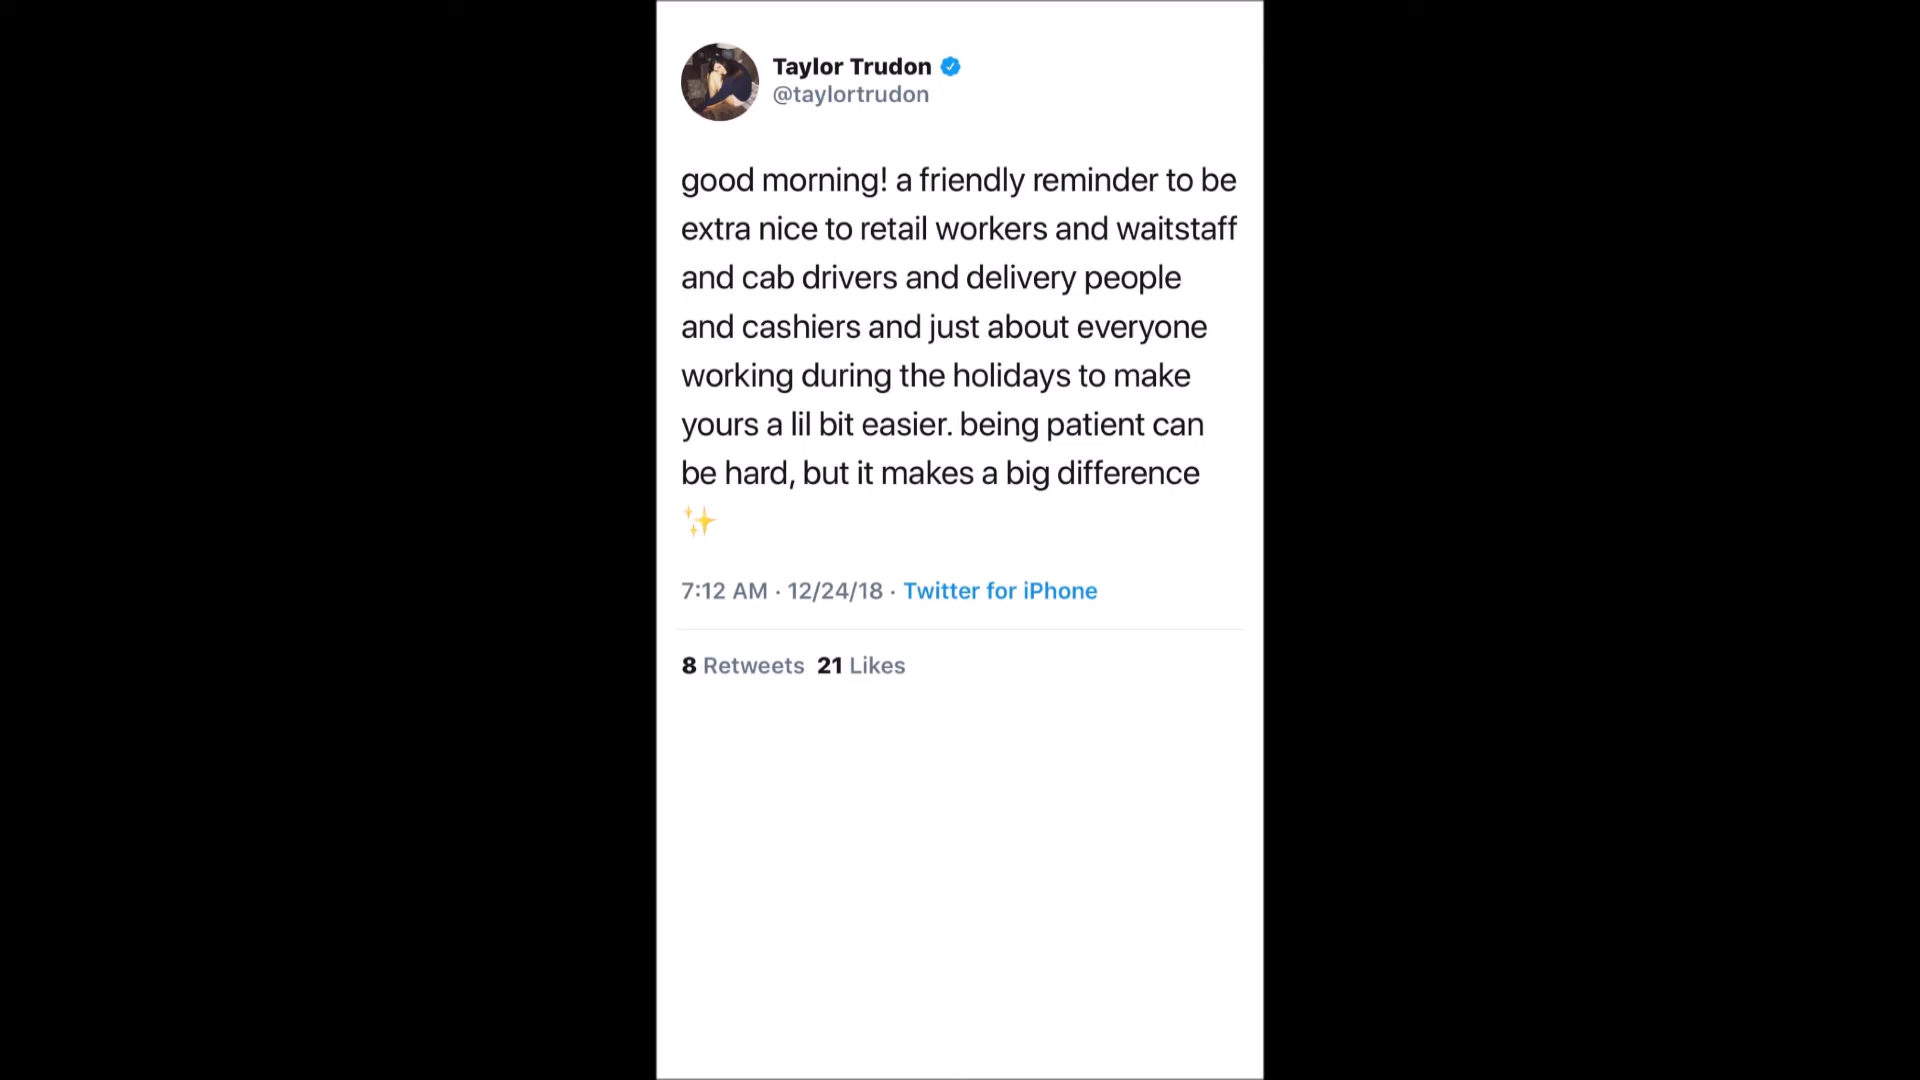 Taylor Trudon
@taylortrudon
good morning! a friendly reminder to be
extra nice to retail workers and waitstaff
and cab drivers and delivery people
and cashiers and just about everyone
working during the holidays to make
yours a lil bit easier. being patient can
be hard, but it makes a big difference
✨
7:12 AM · 12/24/18 · Twitter for iPhone
8 Retweets 21 Likes